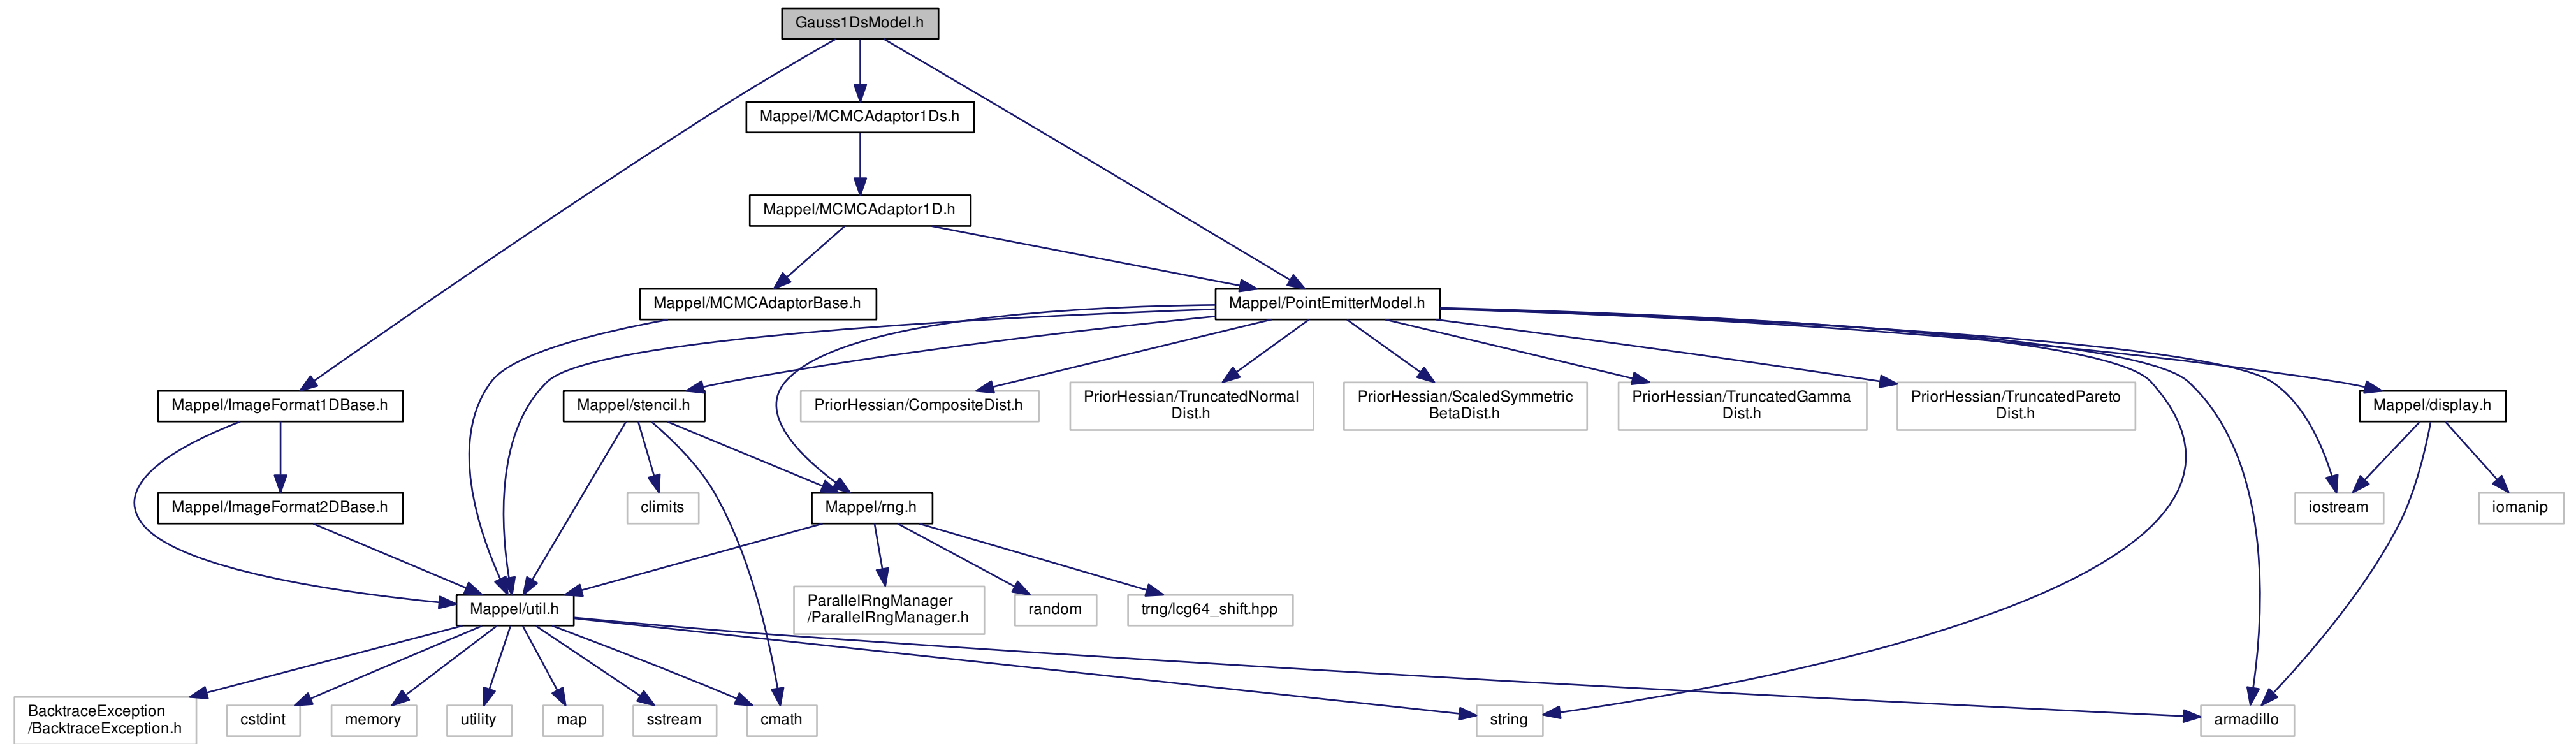 Gauss1DsModel.h
Mappel/MCMCAdaptor1Ds.h
Mappel/MCMCAdaptor1D.h
Mappel/MCMCAdaptorBase.h
Mappel/PointEmitterModel.h
Mappel/ImageFormat1DBase.h
Mappel/stencil.h
PriorHessian/CompositeDist.h
PriorHessian/TruncatedNormal
Dist.h
PriorHessian/ScaledSymmetric
BetaDist.h
PriorHessian/TruncatedGamma
Dist.h
PriorHessian/TruncatedPareto
Dist.h
Mappel/display.h
Mappel/ImageFormat2DBase.h
climits
Mappel/rng.h
iostream
iomanip
Mappel/util.h
ParallelRngManager
/ParallelRngManager.h
random
trng/lcg64_shift.hpp
BacktraceException
/BacktraceException.h
cstdint
memory
utility
map
sstream
cmath
string
armadillo